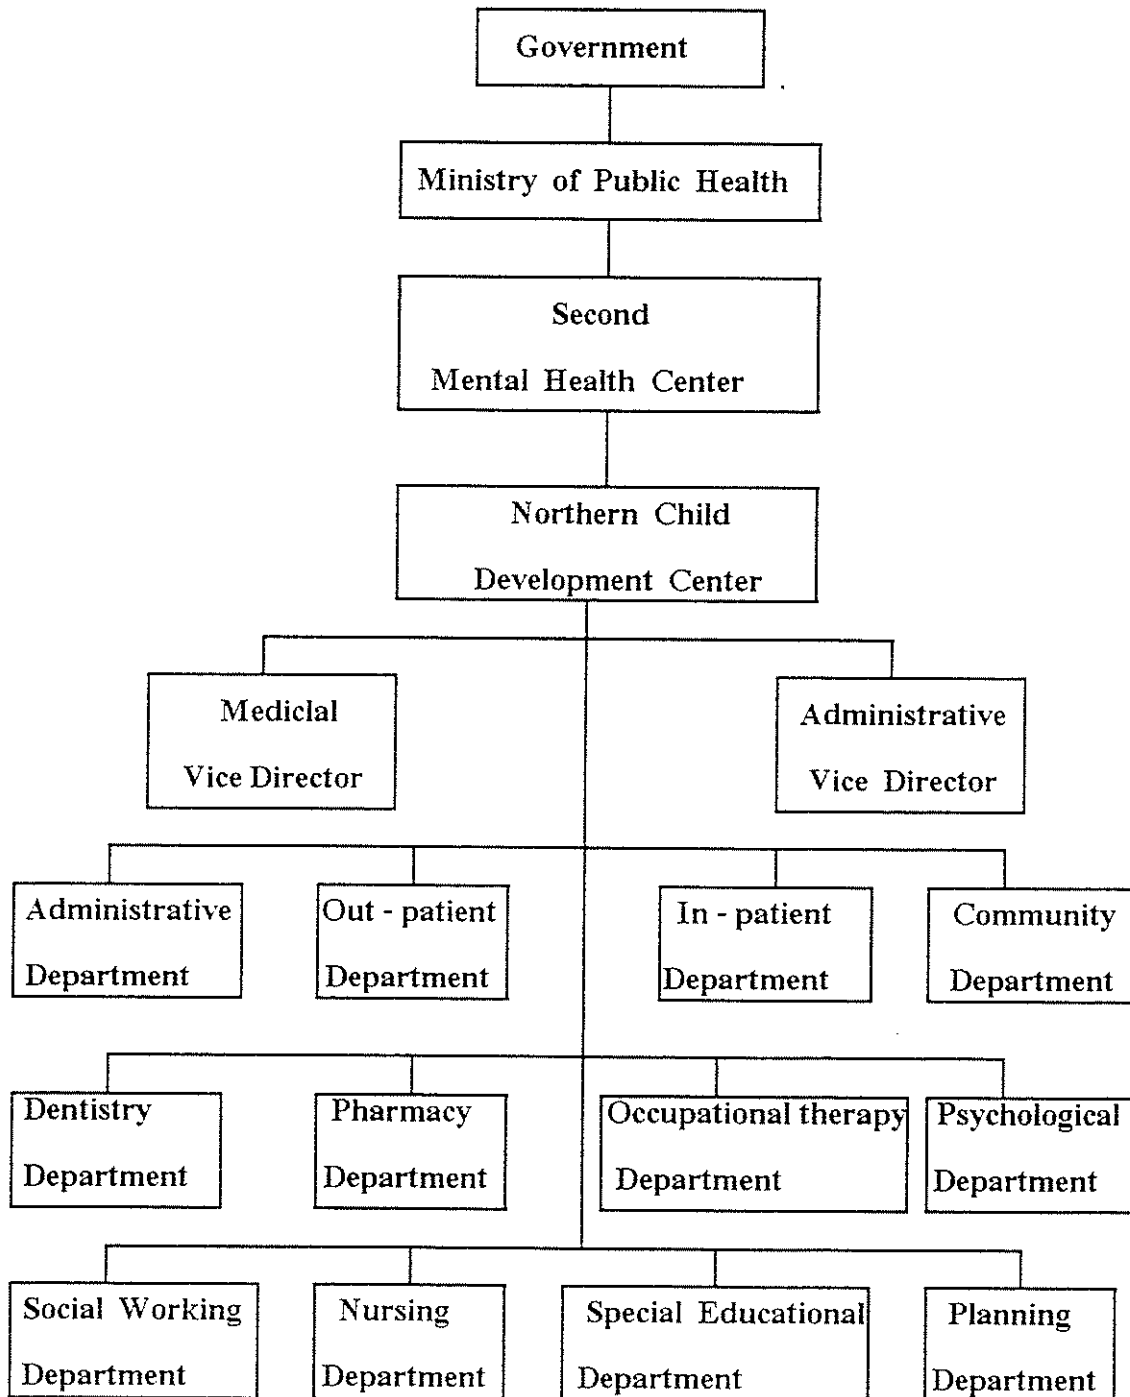 Government
Ministry of Public Health
Second
Mental Health Center
Northern Child
Development Center
Mediclal
Vice Director
Administrative
Vice Director
Administrative
Department
Out - patient
Department
In - patient
Department
Community
Department
Dentistry
Department
Pharmacy
Department
Occupational therapy
Department
Psychological
Department
Social Working
Department
Nursing
Department
Special Educational
Department
Planning
Department